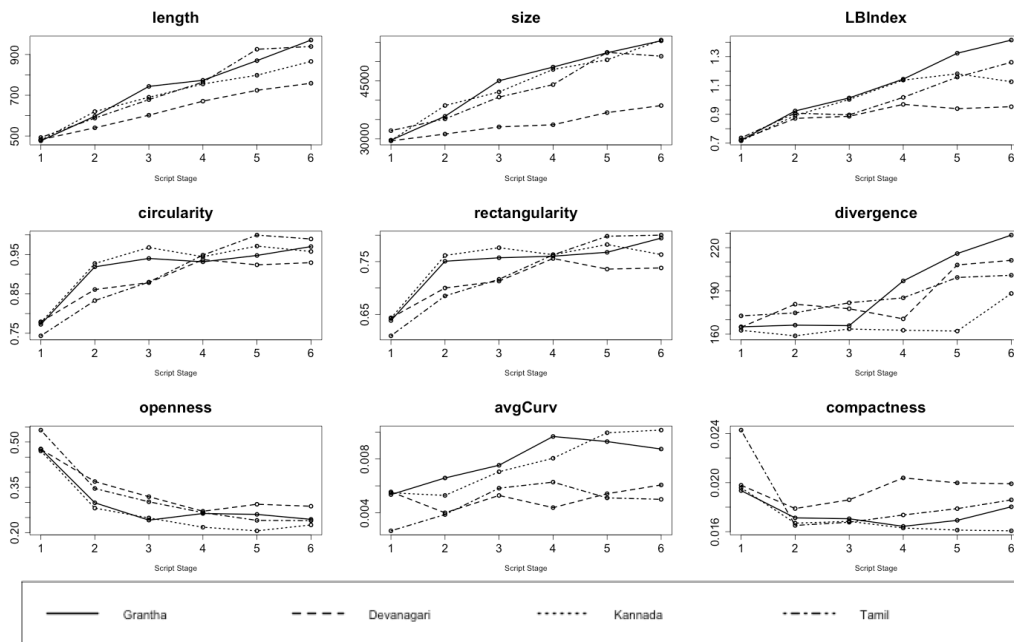 length size LBIndex
900
700
500
1 2 3 4 5 6
Script Stage
45000
30000
1 2 3 4 5 6
Script Stage
1.3
1.1
0.9
0.7
1 2 3 4 5 6
Script Stage
circularity rectangularity divergence
0.95
0.85
0.75
1 2 3 4 5 6
Script Stage
0.75
0.65
1 2 3 4 5 6
Script Stage
220
190
160
1 2 3 4 5 6
Script Stage
openness avgCurv compactness
0.50
0.35
0.20
1 2 3 4 5 6
Script Stage
0.008
0.004
1 2 3 4 5 6
Script Stage
0.024
0.020
0.016
1 2 3 4 5 6
Script Stage
Grantha Devanagari Kannada Tamil